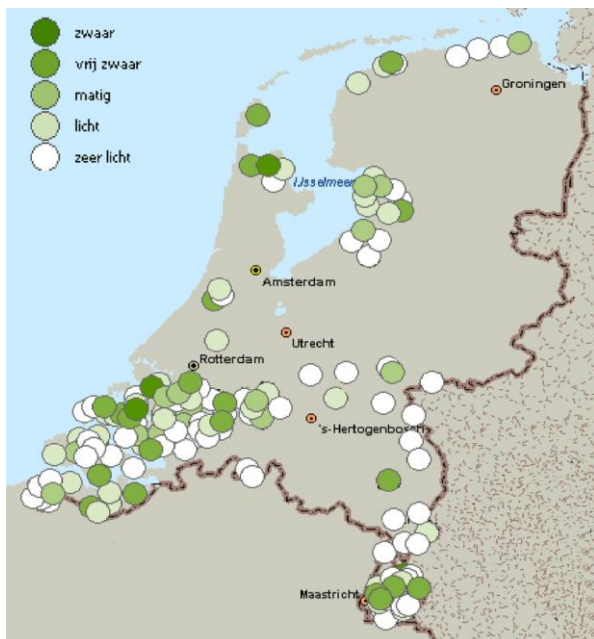 zwaar
vrij zwaar
matig
licht
zeer licht
Groningen
IJsselmeer
Amsterdam
Utrecht
Rotterdam
's-Hertogenbosch
Maastricht